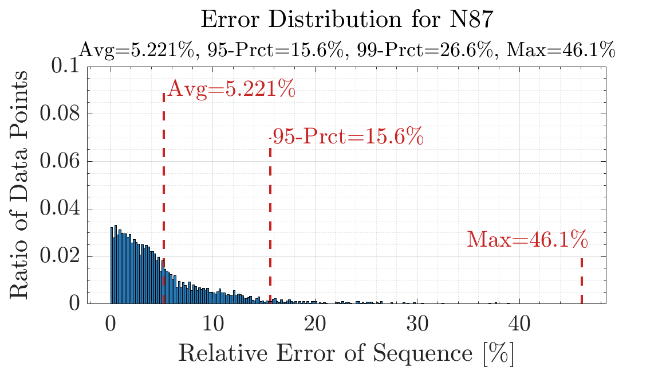 Error Distribution for N87
Avg=5.221%, 95-Prct=15.6%, 99-Prct=26.6%, Max=46.1%
Ratio of Data Points
0.1
0.08
0.06
0.04
0.02
0
Avg=5.221%
95-Prct=15.6%
Max=46.1%
0 10 20 30 40
Relative Error of Sequence [%]